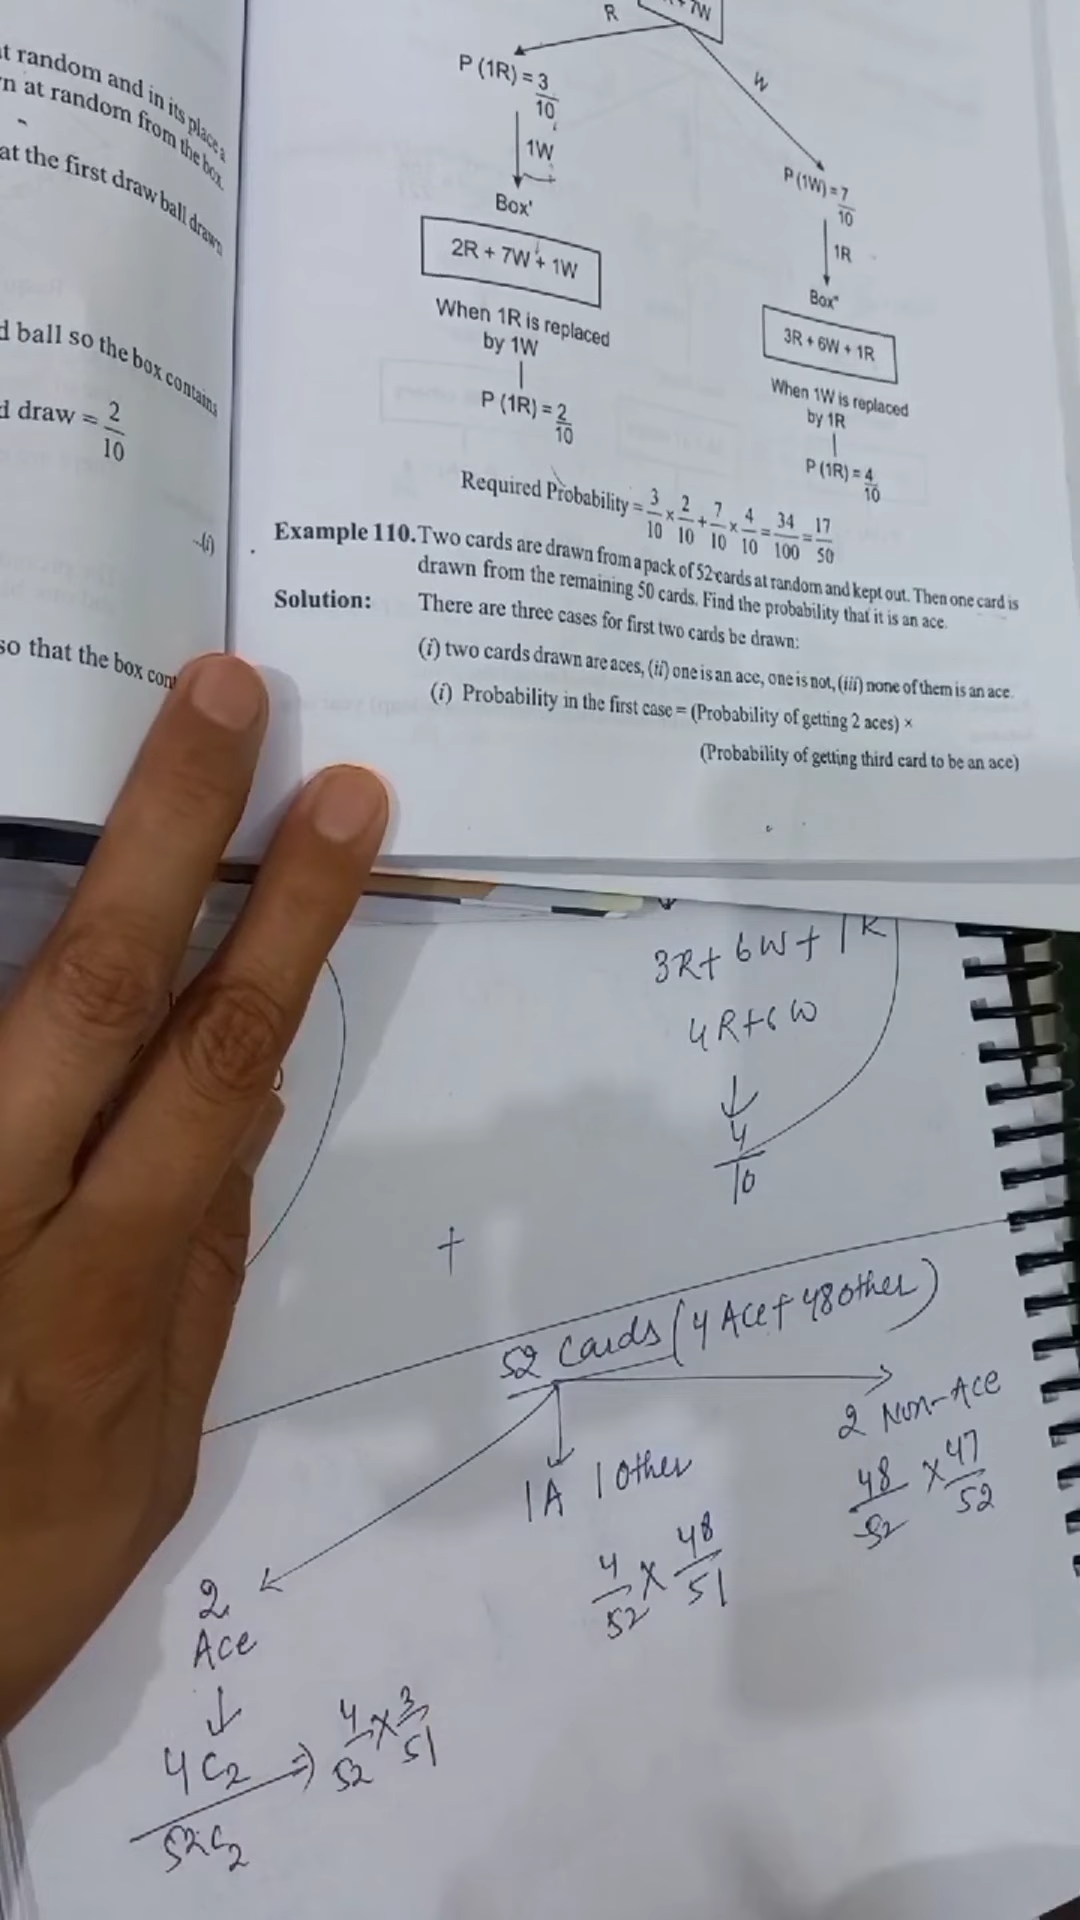 t random and in its place a
n at random from the box.
at the first draw ball drawn
d ball so the box contains
d draw = 2/10
...(i)
so that the box con
7W
R
W
P (1R) = 3/10
1W
Box'
2R + 7W + 1W
When 1R is replaced
by 1W
P (1R) = 2/10
P (1W) = 7/10
1R
Box"
3R + 6W + 1R
When 1W is replaced
by 1R
P (1R) = 4/10
Required Probability = 3/10 × 2/10 + 7/10 × 4/10 = 34/100 = 17/50
Example 110. Two cards are drawn from a pack of 52 cards at random and kept out. Then one card is
drawn from the remaining 50 cards. Find the probability that it is an ace.
Solution: There are three cases for first two cards be drawn:
(i) two cards drawn are aces, (ii) one is an ace, one is not, (iii) none of them is an ace.
(i) Probability in the first case = (Probability of getting 2 aces) ×
(Probability of getting third card to be an ace)
3R+ 6W+ 1R
4R+6W
4/10
+
52 Cards (4 Ace + 48 other)
2 Non-Ace
48/52 × 47/52
1A 1 Other
4/52 × 48/51
2
Ace
4C2/52C2 ⇒ 4/52 × 3/51